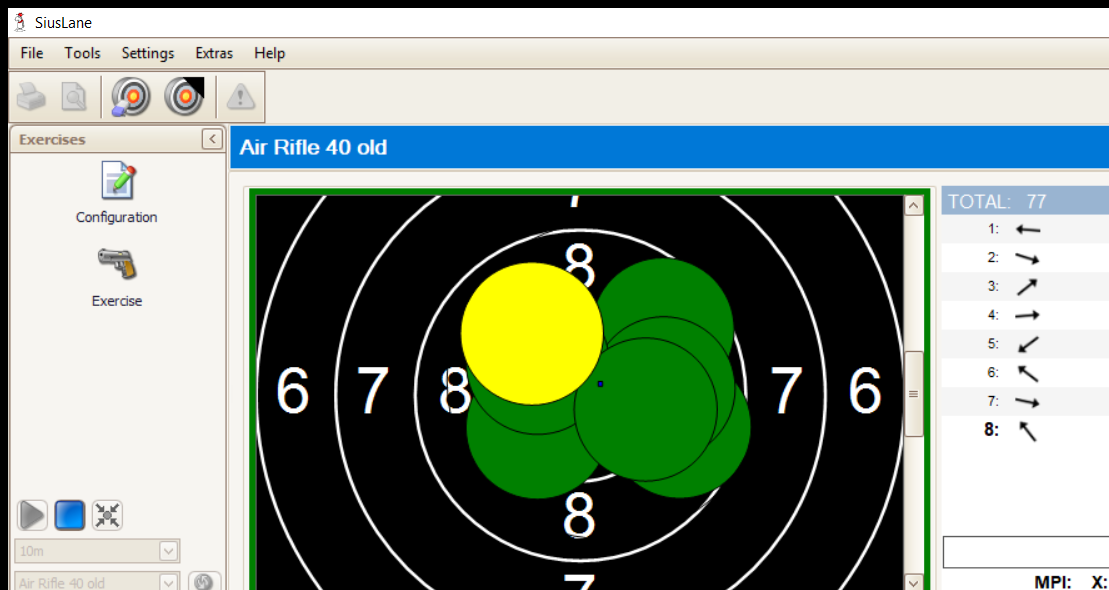 SiusLane
File Tools Settings Extras Help
Exercises
Configuration
Exercise
10m
Air Rifle 40 old
Air Rifle 40 old
7
8
6 7 8 7 6
8
7
TOTAL: 77
1:
2:
3:
4:
5:
6:
7:
8:
MPI: X: